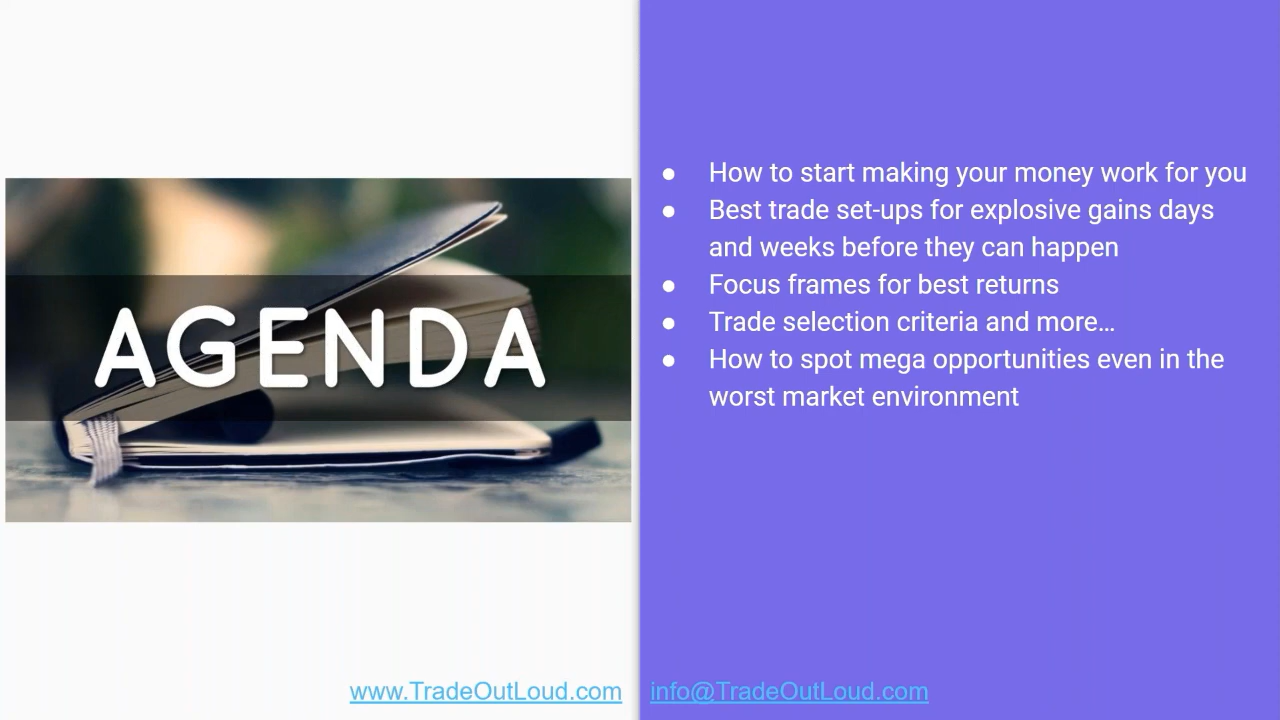 AGENDA
● How to start making your money work for you
● Best trade set-ups for explosive gains days
and weeks before they can happen
● Focus frames for best returns
● Trade selection criteria and more…
● How to spot mega opportunities even in the
worst market environment
www.TradeOutLoud.com info@TradeOutLoud.com